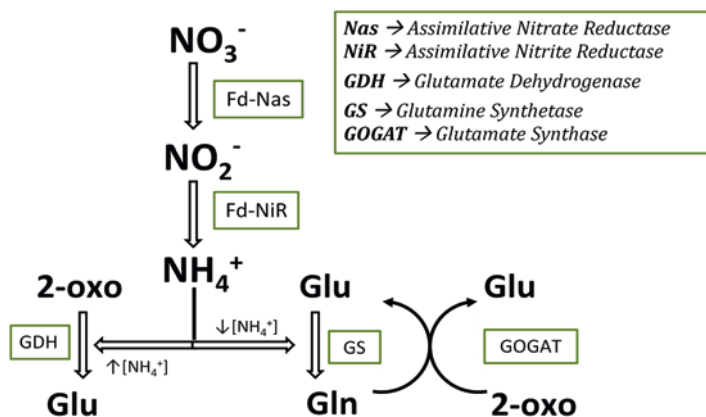 NO₃⁻
Fd-Nas
NO₂⁻
Fd-NiR
NH₄⁺
Nas → Assimilative Nitrate Reductase
NiR → Assimilative Nitrite Reductase
GDH → Glutamate Dehydrogenase
GS → Glutamine Synthetase
GOGAT → Glutamate Synthase
2-oxo
GDH
Glu
↑[NH₄⁺]
↓[NH₄⁺]
Glu
GS
Gln
Glu
GOGAT
2-oxo